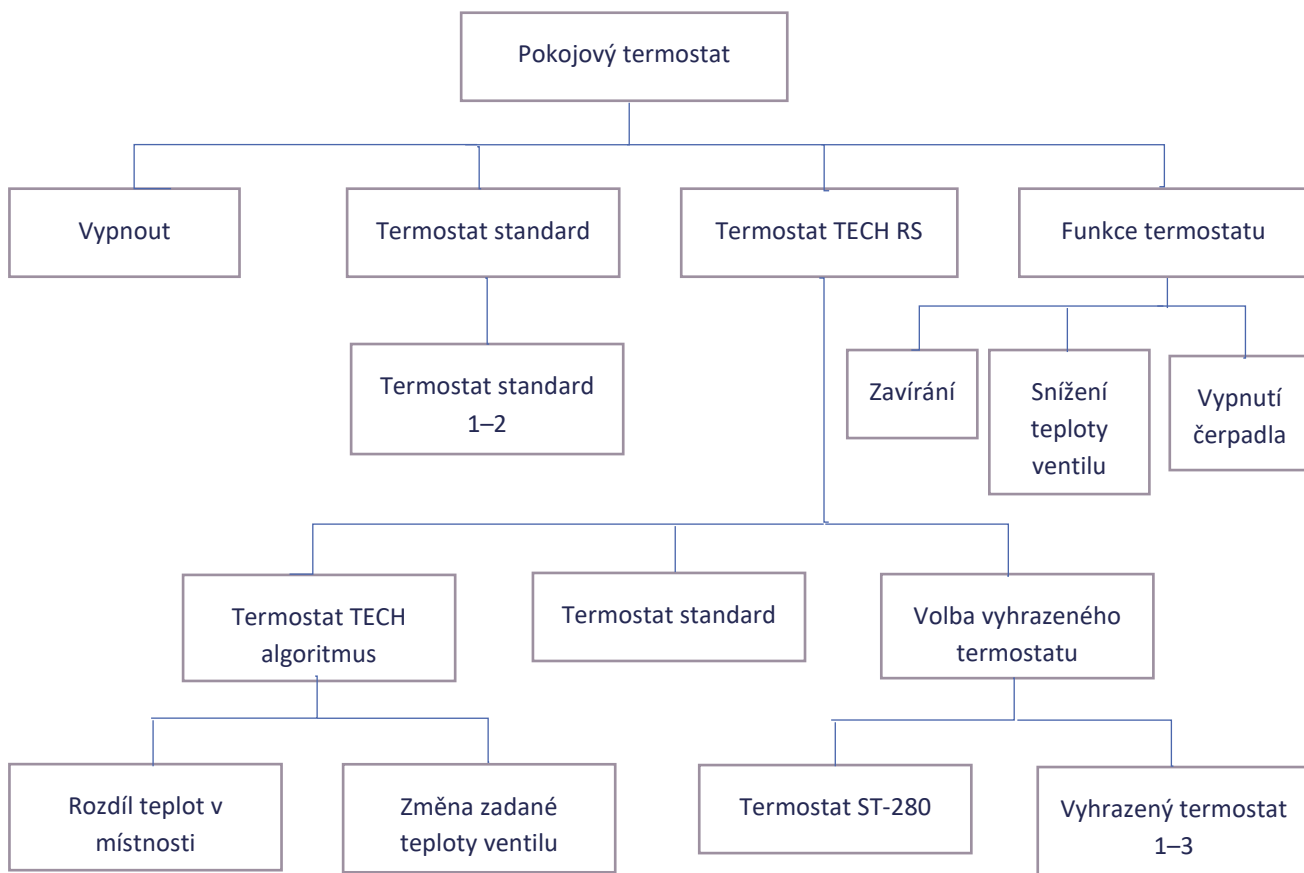 Pokojový termostat
Vypnout
Termostat standard
Termostat TECH RS
Funkce termostatu
Termostat standard
1–2
Zavírání
Snížení
teploty
ventilu
Vypnutí
čerpadla
Termostat TECH
algoritmus
Termostat standard
Volba vyhrazeného
termostatu
Rozdíl teplot v
místnosti
Změna zadané
teploty ventilu
Termostat ST-280
Vyhrazený termostat
1–3